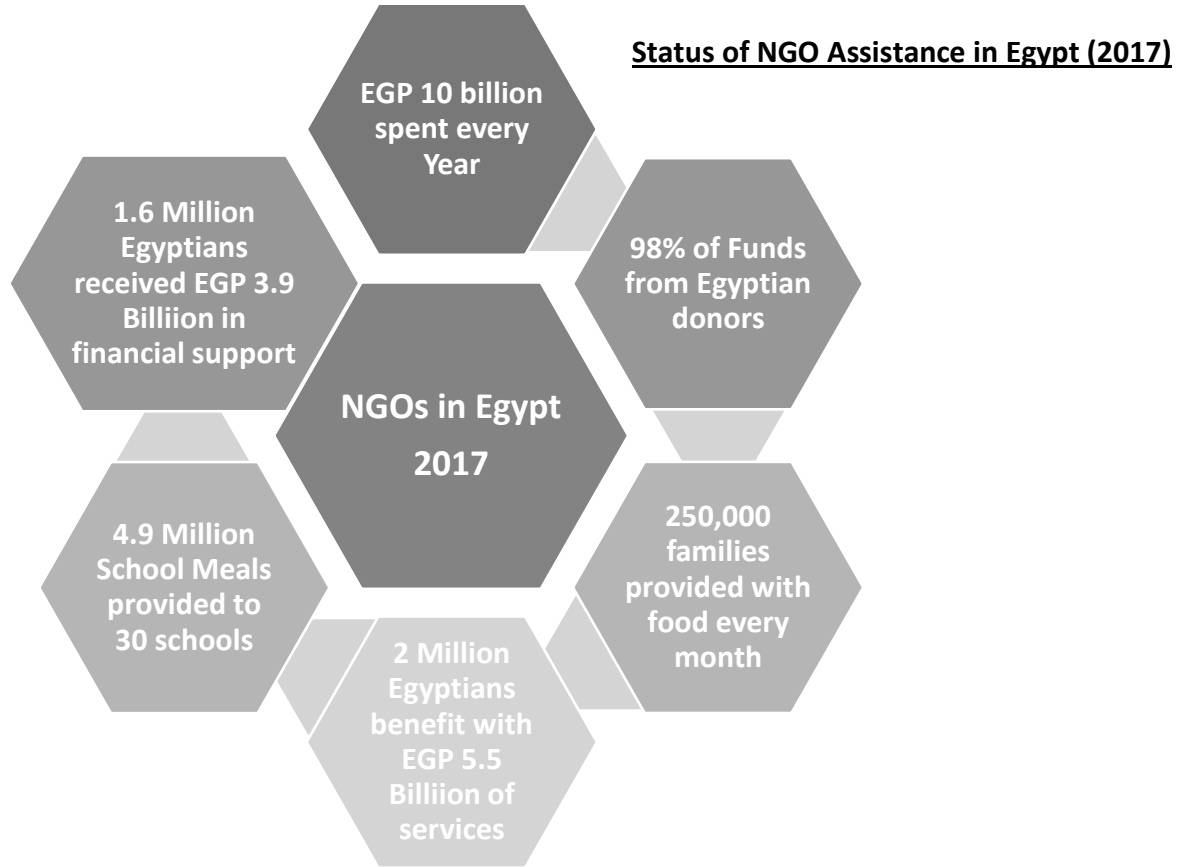 Status of NGO Assistance in Egypt (2017)
EGP 10 billion
spent every
Year
98% of Funds
from Egyptian
donors
250,000
families
provided with
food every
month
2 Million
Egyptians
benefit with
EGP 5.5
Billiion of
services
4.9 Million
School Meals
provided to
30 schools
1.6 Million
Egyptians
received EGP 3.9
Billiion in
financial support
NGOs in Egypt
2017